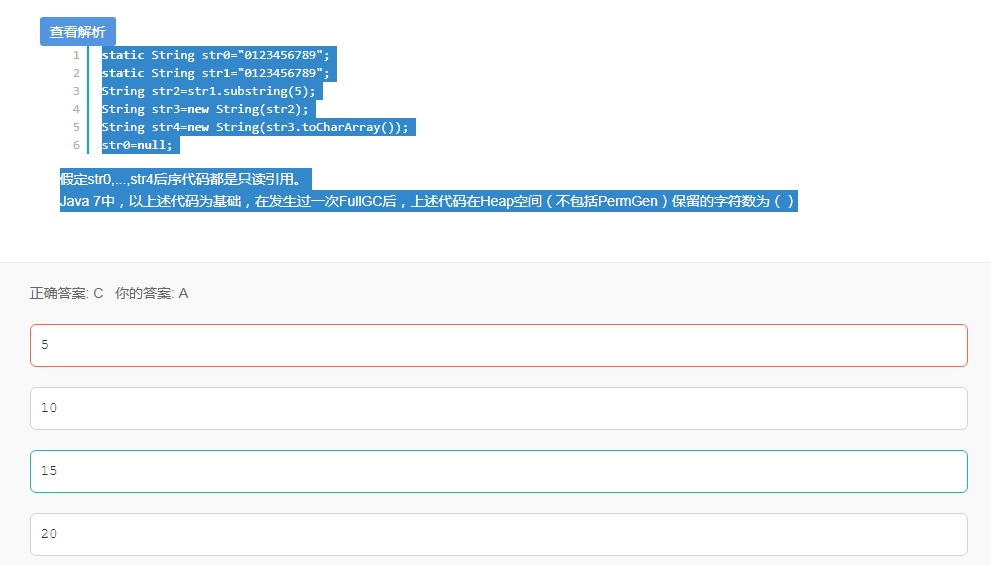 查看解析
1 static String str0="0123456789";
2 static String str1="0123456789";
3 String str2=str1.substring(5);
4 String str3=new String(str2);
5 String str4=new String(str3.toCharArray());
6 str0=null;
假定str0,...,str4后序代码都是只读引用。
Java 7中，以上述代码为基础，在发生过一次FullGC后，上述代码在Heap空间（不包括PermGen）保留的字符数为（ ）
正确答案: C 你的答案: A
5
10
15
20